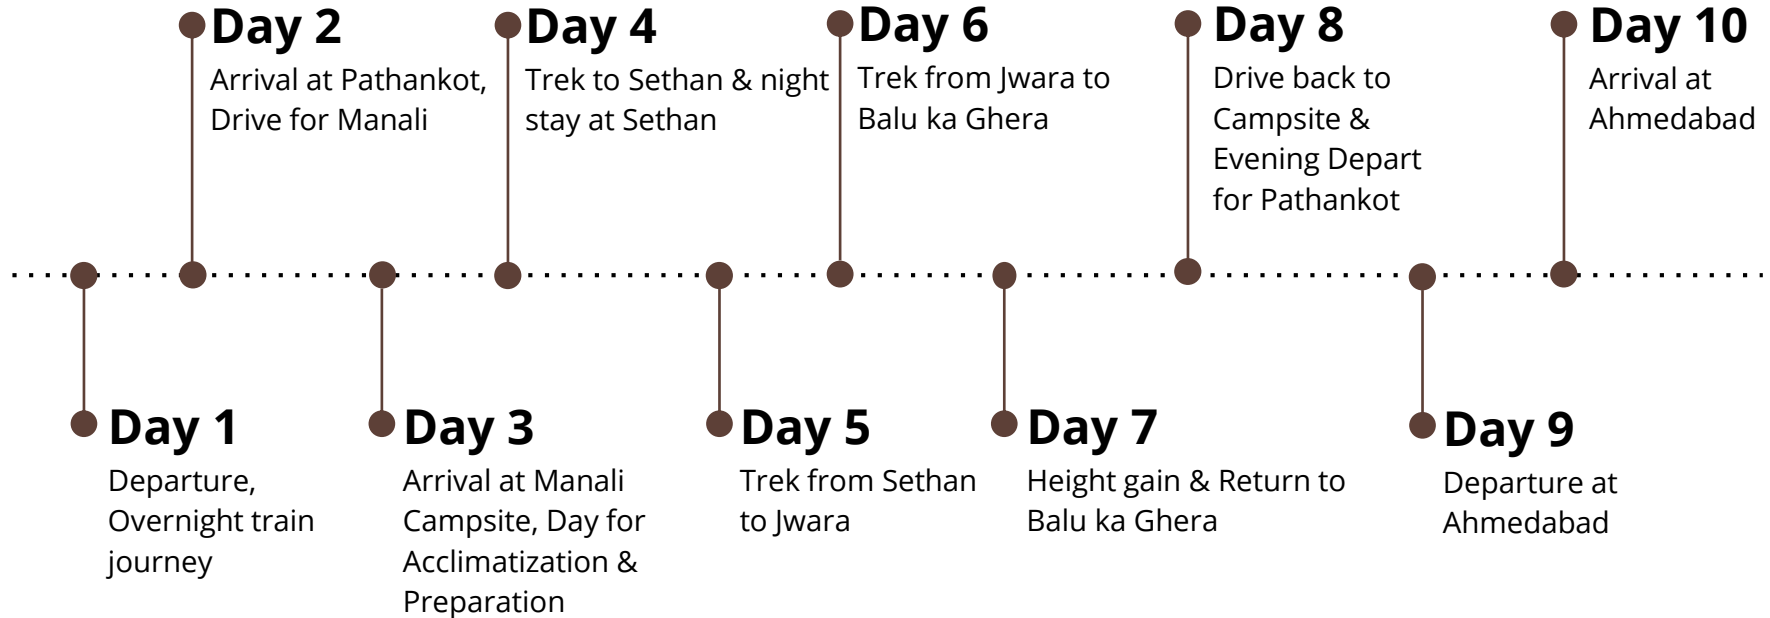 Day 1
Departure,
Overnight train
journey
Day 2
Arrival at Pathankot,
Drive for Manali
Day 3
Arrival at Manali
Campsite, Day for
Acclimatization &
Preparation
Day 4
Trek to Sethan & night
stay at Sethan
Day 5
Trek from Sethan
to Jwara
Day 6
Trek from Jwara to
Balu ka Ghera
Day 7
Height gain & Return to
Balu ka Ghera
Day 8
Drive back to
Campsite &
Evening Depart
for Pathankot
Day 9
Departure at
Ahmedabad
Day 10
Arrival at
Ahmedabad